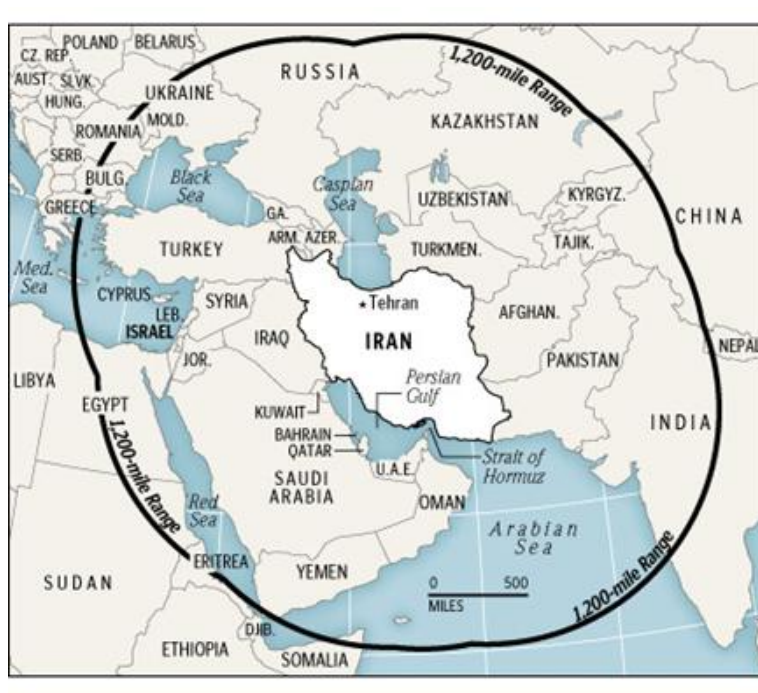 POLAND
BELARUS
CZ. REP.
AUST.
SLVK.
HUNG.
UKRAINE
RUSSIA
1,200-mile Range
KAZAKHSTAN
ROMANIA
MOLD.
SERB.
BULG.
Black
Sea
Caspian
Sea
UZBEKISTAN
KYRGYZ.
CHINA
GREECE
GA.
ARM.
AZER.
TURKEY
TURKMEN.
TAJIK.
Med.
Sea
CYPRUS
SYRIA
LEB.
ISRAEL
Tehran
IRAN
AFGHAN.
IRAQ
JOR.
PAKISTAN
NEPAL
LIBYA
EGYPT
Persian
Gulf
KUWAIT
BAHRAIN
QATAR
INDIA
1,200-mile Range
U.A.E.
Strait of
Hormuz
SAUDI
ARABIA
OMAN
Red
Sea
Arabian
Sea
ERITREA
YEMEN
0 500
MILES
1,200-mile Range
SUDAN
DJIB.
ETHIOPIA
SOMALIA